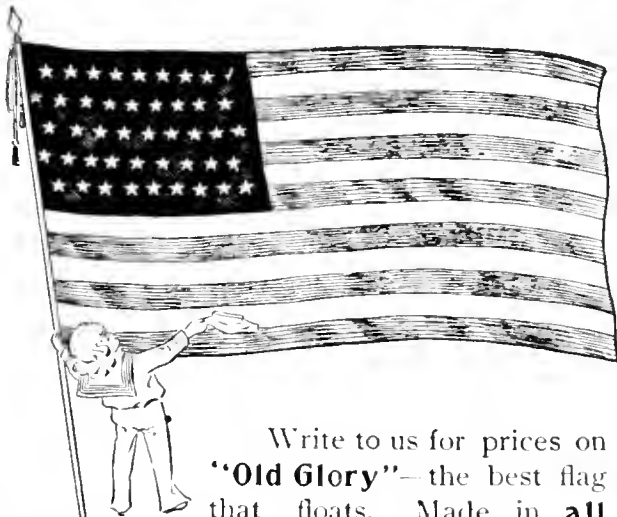 Write to us for prices on
"Old Glory"—the best flag
that floats. Made in all